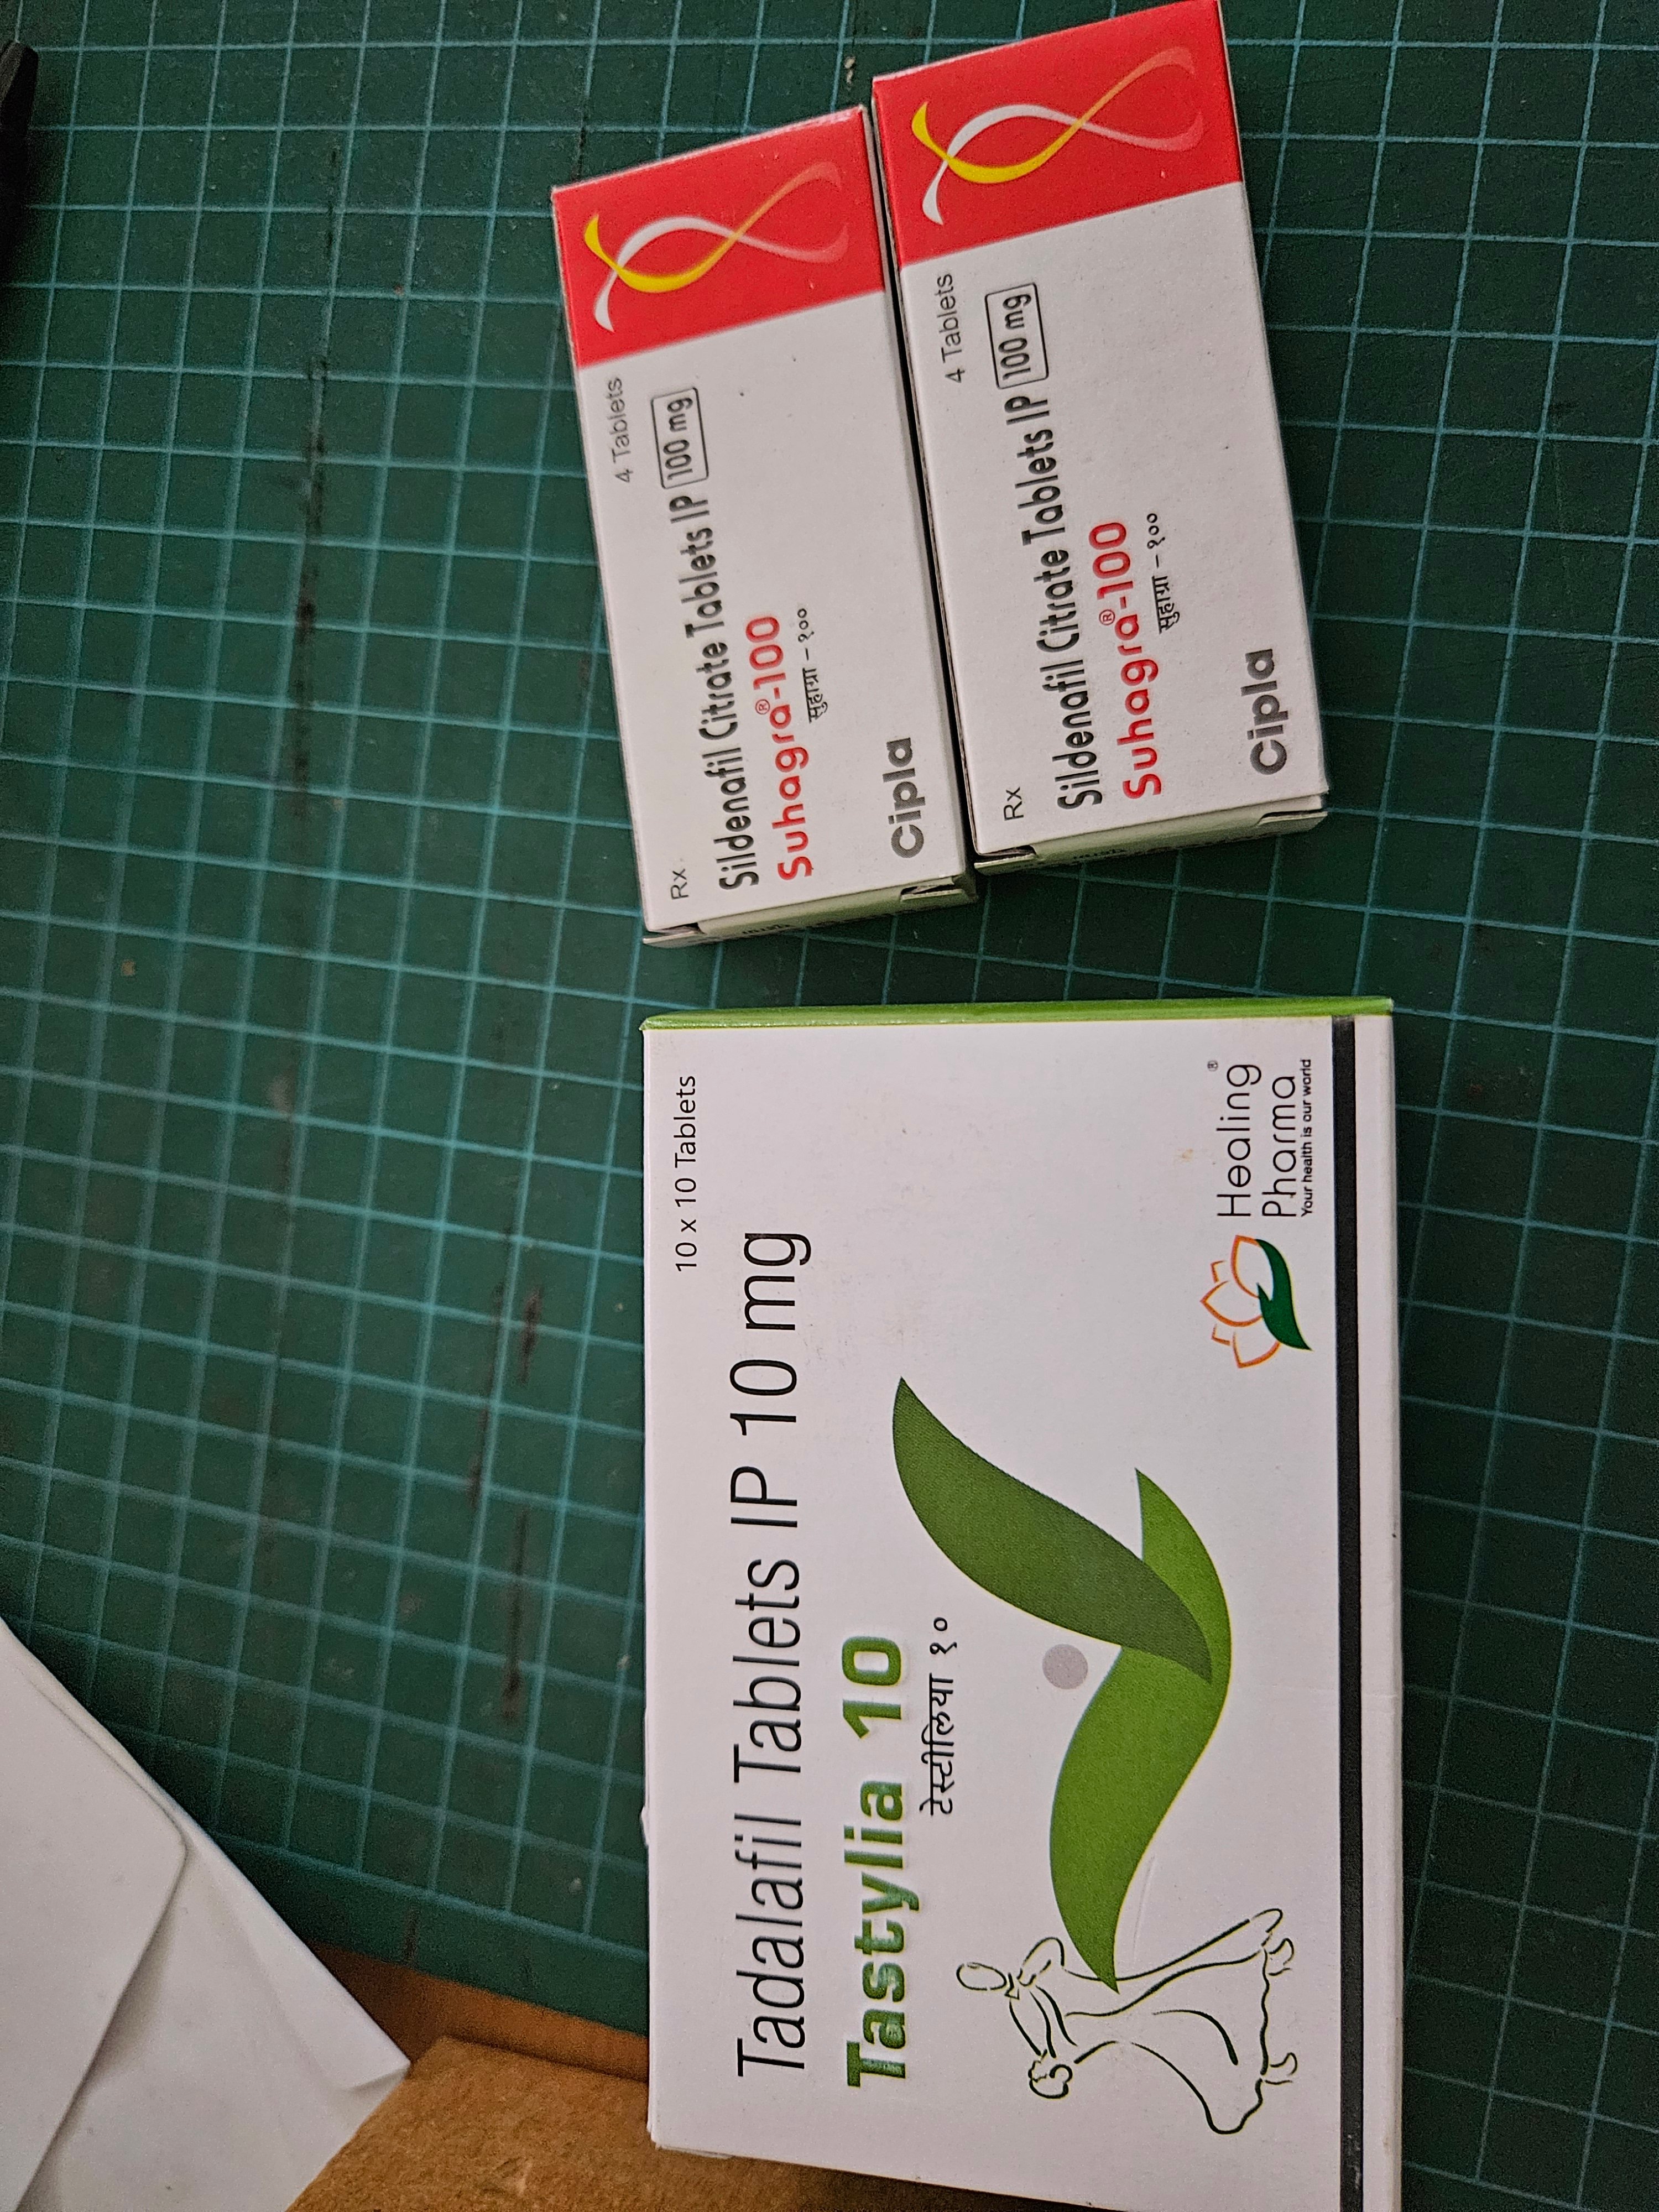 4 Tablets
Rx
Sildenafil Citrate Tablets IP 100 mg
Suhagra®-100
सुहाग्रा – १००
Cipla
4 Tablets
Rx
Sildenafil Citrate Tablets IP 100 mg
Suhagra®-100
सुहाग्रा – १००
Cipla
10 x 10 Tablets
Tadalafil Tablets IP 10 mg
Tastylia 10
टेस्टीलिया १०
Healing®
Pharma
Your health is our world